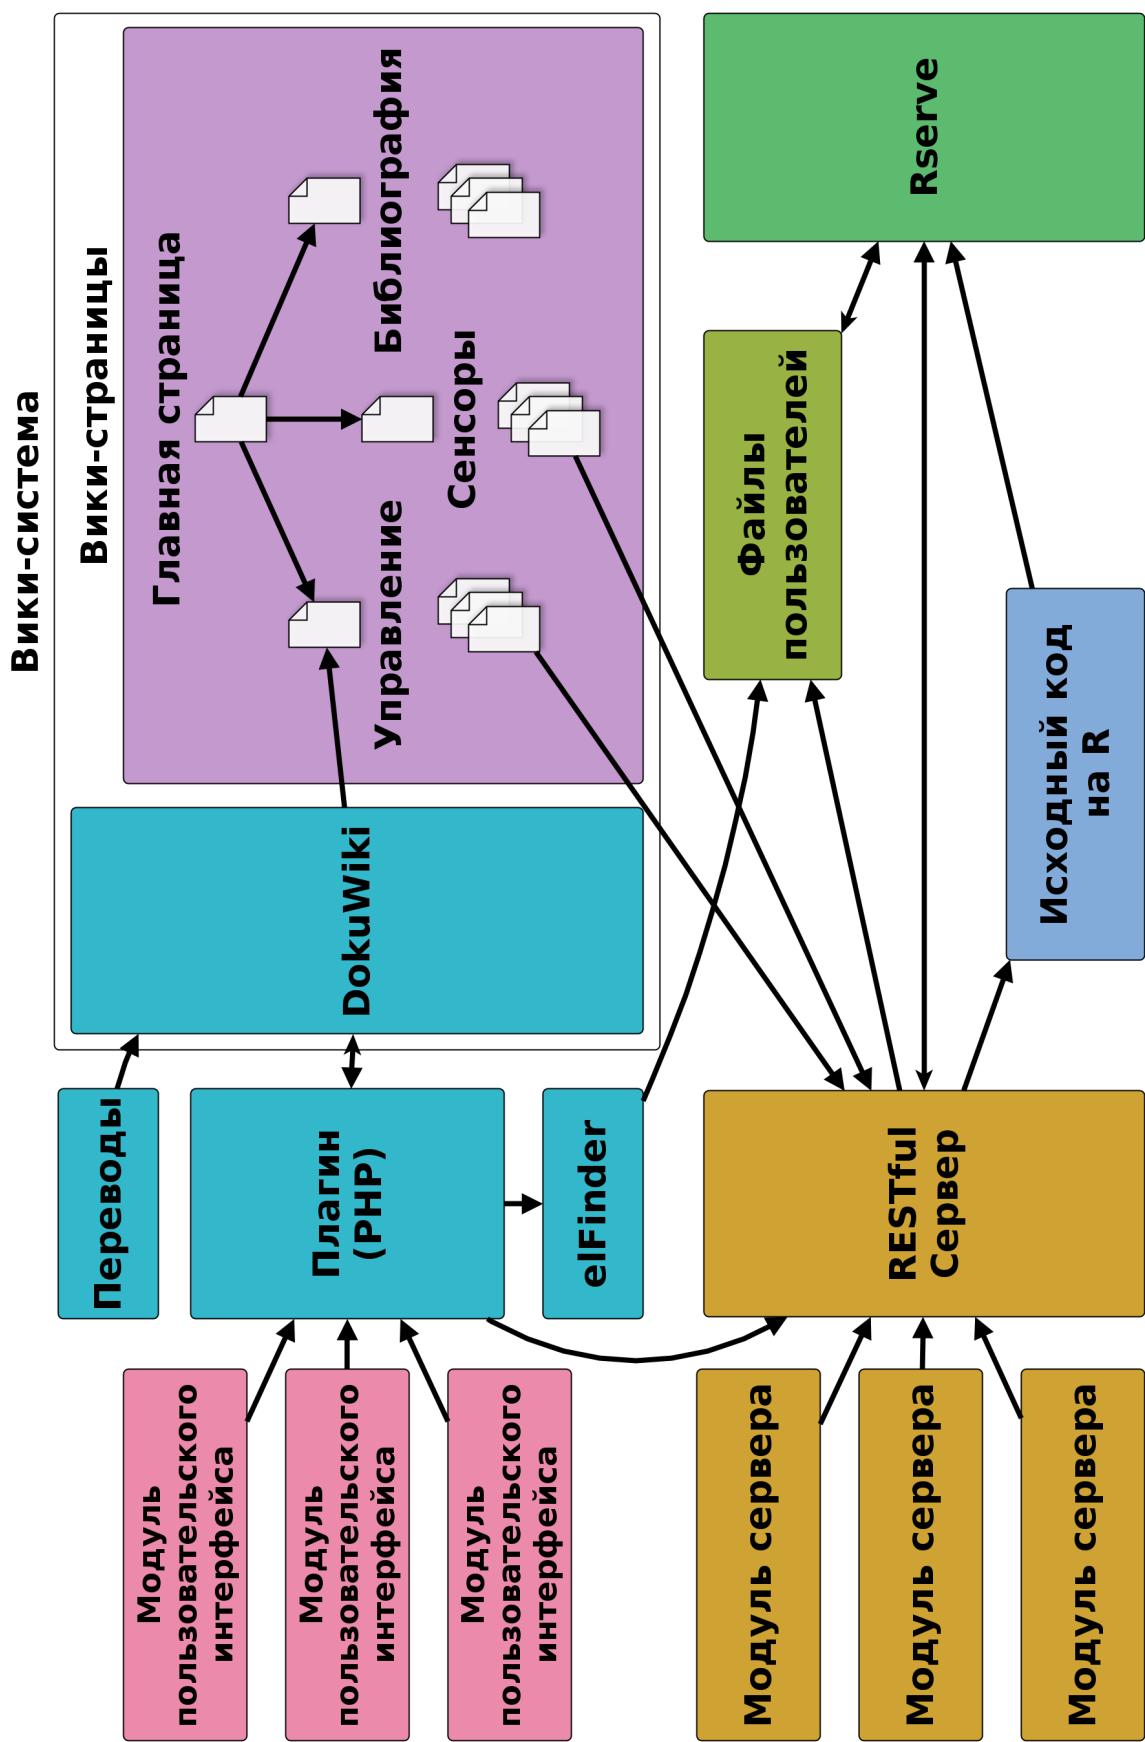 Вики-система
Вики-страницы
Переводы
Главная страница
Модуль
пользовательского
интерфейса
Модуль
пользовательского
интерфейса
Модуль
пользовательского
интерфейса
Плагин
(PHP)
DokuWiki
Управление
Сенсоры
Библиография
elFinder
Модуль сервера
Модуль сервера
Модуль сервера
RESTful
Сервер
Файлы
пользователей
Исходный код
на R
Rserve